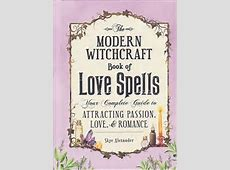 The
MODERN
WITCHCRAFT
Book of
Love Spells
Your Complete Guide to
ATTRACTING PASSION,
LOVE, & ROMANCE
Skye Alexander